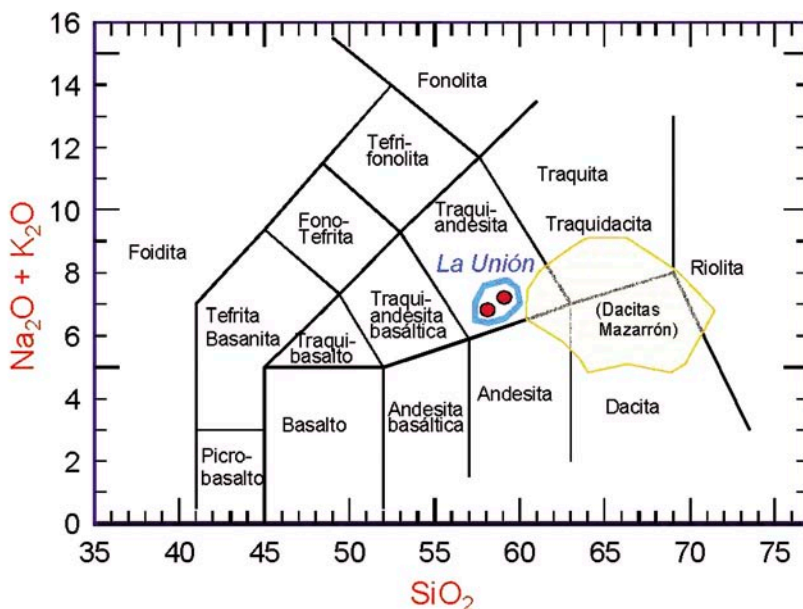 16
14
12
10
8
6
4
2
0
Na2O + K2O
Fonolita
Tefri-
fonolita
Traquita
Traqui-
andesita
Traquidacita
Fono-
Tefrita
Foidita
La Unión
Riolita
Tefrita
Basanita
Traqui-
andesita
basáltica
(Dacitas
Mazarrón)
Traqui-
basalto
Andesita
Dacita
Basalto
Andesita
basáltica
Picro-
basalto
35 40 45 50 55 60 65 70 75
SiO2